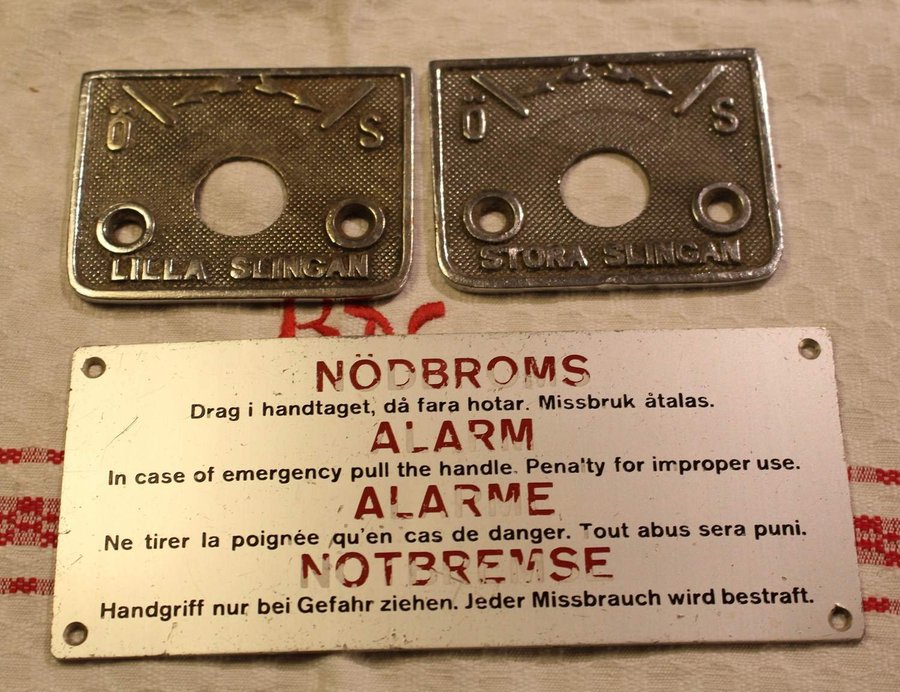 Ö S
LILLA SLINGAN
Ö S
STORA SLINGAN
NÖDBROMS
Drag i handtaget, då fara hotar. Missbruk åtalas.
ALARM
In case of emergency pull the handle. Penalty for improper use.
ALARME
Ne tirer la poignée qu'en cas de danger. Tout abus sera puni.
NOTBREMSE
Handgriff nur bei Gefahr ziehen. Jeder Missbrauch wird bestraft.